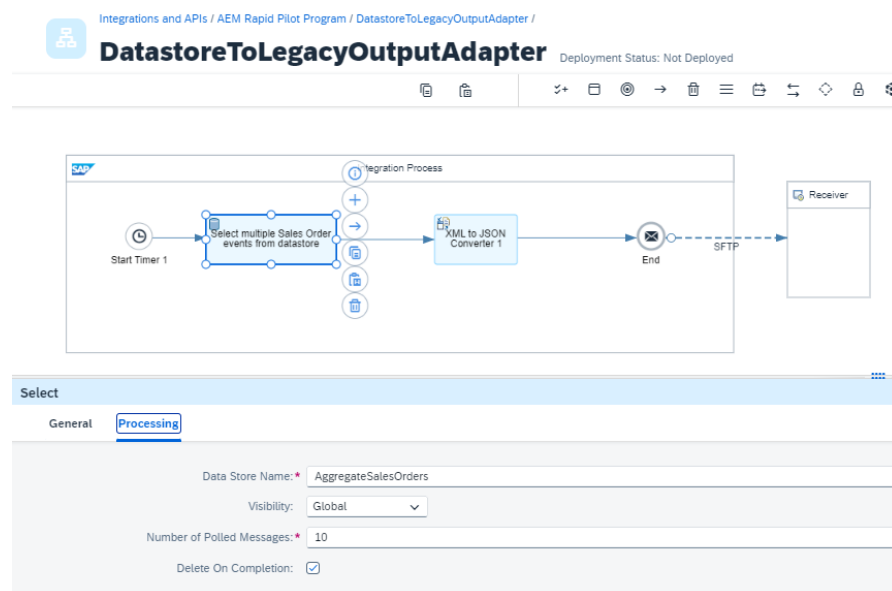 Integrations and APIs / AEM Rapid Pilot Program / DatastoreToLegacyOutputAdapter /
DatastoreToLegacyOutputAdapter Deployment Status: Not Deployed
SAP
Integration Process
Receiver
Select multiple Sales Order
events from datastore
XML to JSON
Converter 1
SFTP
Start Timer 1
End
Select
General Processing
Data Store Name:* AggregateSalesOrders
Visibility: Global
Number of Polled Messages:* 10
Delete On Completion: